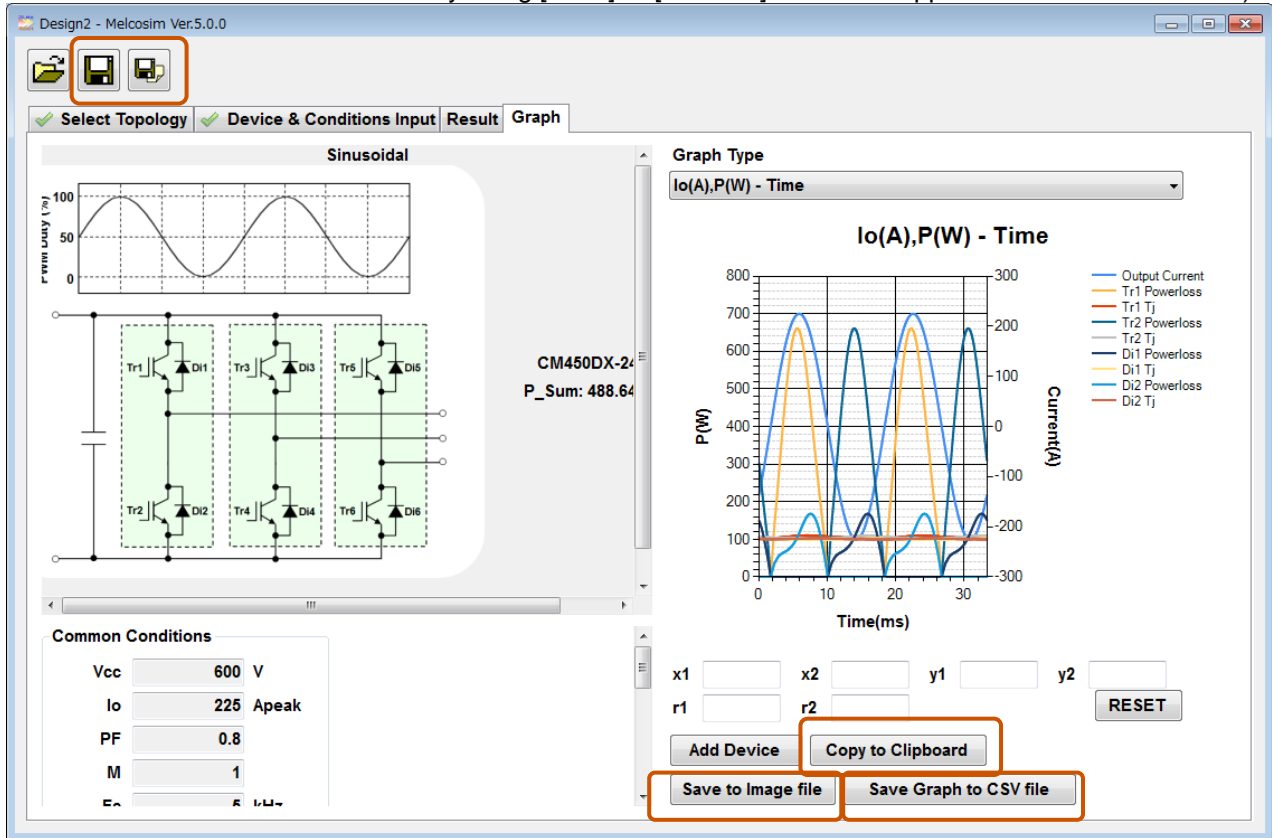 Design2 - Melcosim Ver.5.0.0
Select Topology
Device & Conditions Input
Result
Graph
Sinusoidal
PWM Duty (%)
100
50
0
Tr1
Di1
Tr3
Di3
Tr5
Di5
Tr2
Di2
Tr4
Di4
Tr6
Di6
CM450DX-24
P_Sum: 488.64
Graph Type
Io(A),P(W) - Time
Io(A),P(W) - Time
800
700
600
500
400
300
200
100
0
P(W)
300
200
100
0
-100
-200
-300
Current(A)
0
10
20
30
Time(ms)
Output Current
Tr1 Powerloss
Tr1 Tj
Tr2 Powerloss
Tr2 Tj
Di1 Powerloss
Di1 Tj
Di2 Powerloss
Di2 Tj
Common Conditions
Vcc 600 V
Io 225 Apeak
PF 0.8
M 1
5 kHz
x1 x2 y1 y2
r1 r2 RESET
Add Device Copy to Clipboard
Save to Image file Save Graph to CSV file